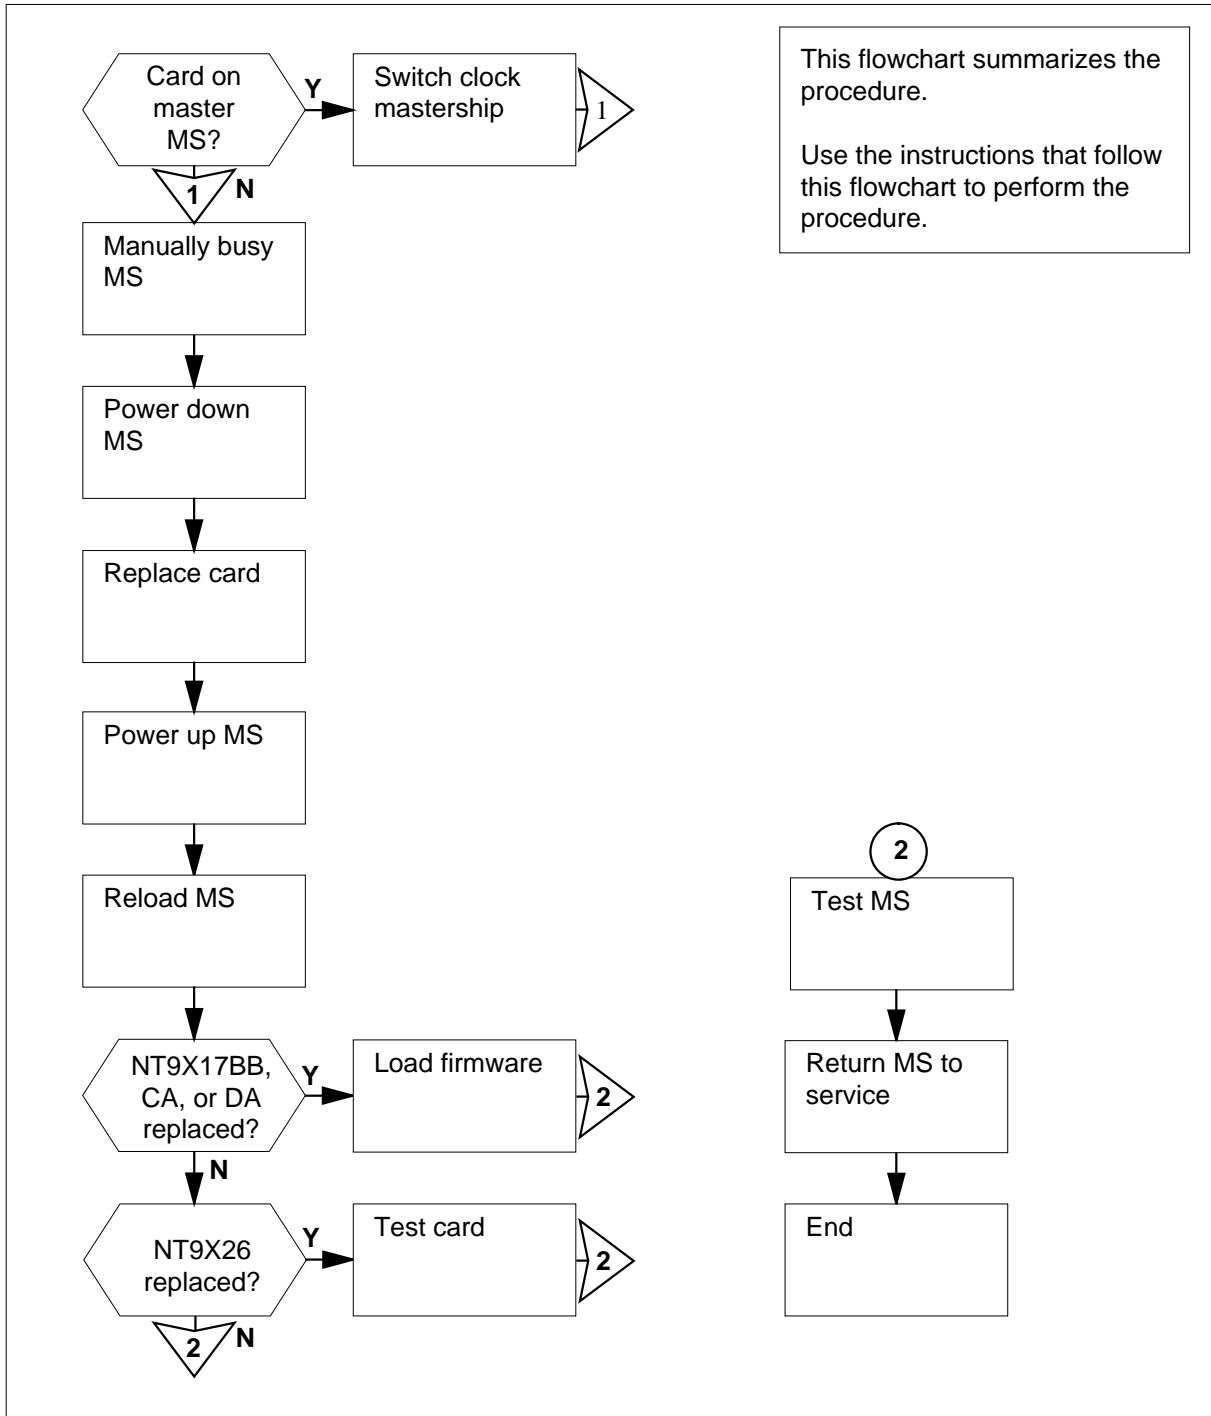 Card on
master
MS?
Y
Switch clock
mastership
1
This flowchart summarizes the
procedure.
Use the instructions that follow
this flowchart to perform the
procedure.
1
N
Manually busy
MS
Power down
MS
Replace card
Power up MS
Reload MS
NT9X17BB,
CA, or DA
replaced?
Y
Load firmware
2
N
NT9X26
replaced?
Y
Test card
2
2
N
2
Test MS
Return MS to
service
End